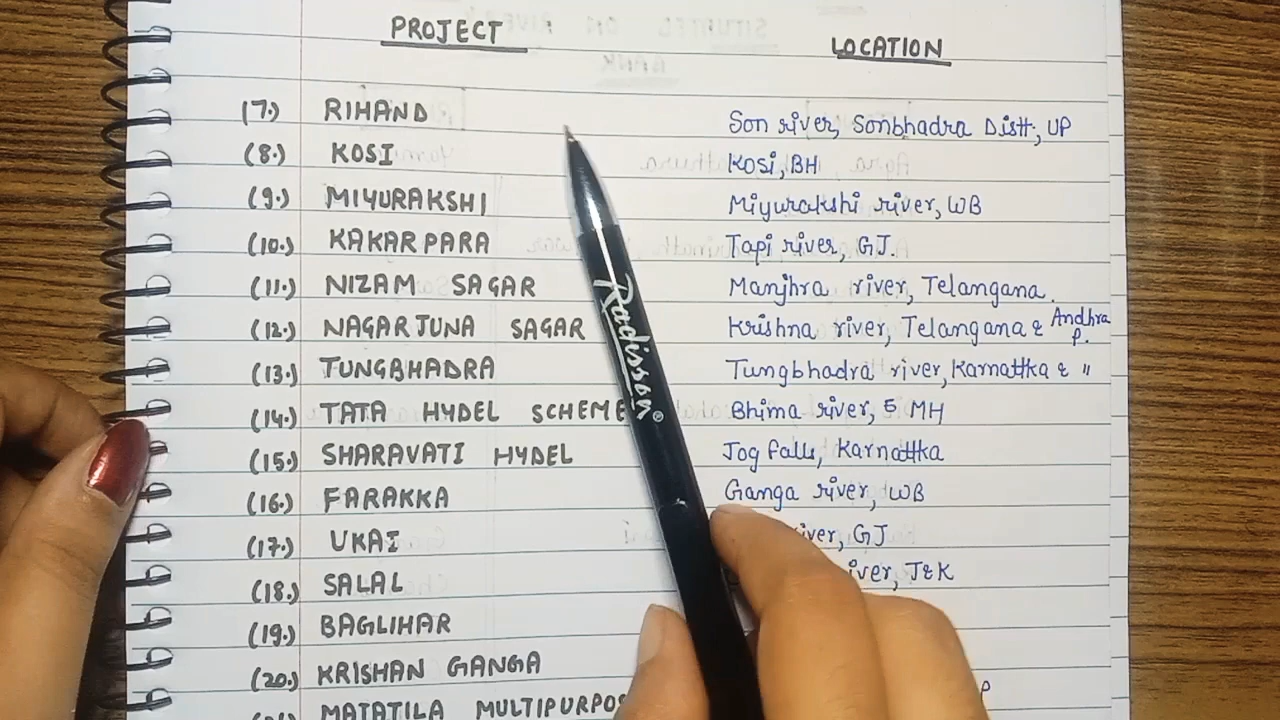 PROJECT LOCATION
(7.) RIHAND Son river, Sonbhadra Distt., UP
(8.) KOSI Kosi, BH
(9.) MIYURAKSHI Miyurakshi river, WB
(10.) KAKARPARA Tapi river, GJ.
(11.) NIZAM SAGAR Manjhra river, Telangana.
(12.) NAGARJUNA SAGAR Krishna river, Telangana & Andhra P.
(13.) TUNGBHADRA Tungbhadra river, Karnattka & "
(14.) TATA HYDEL SCHEME Bhima river, MH
(15.) SHARAVATI HYDEL Jog falls, Karnattka
(16.) FARAKKA Ganga river, WB
(17.) UKAI river, GJ
(18.) SALAL river, J&K
(19.) BAGLIHAR
(20.) KRISHAN GANGA
MATATILA
Radisson®